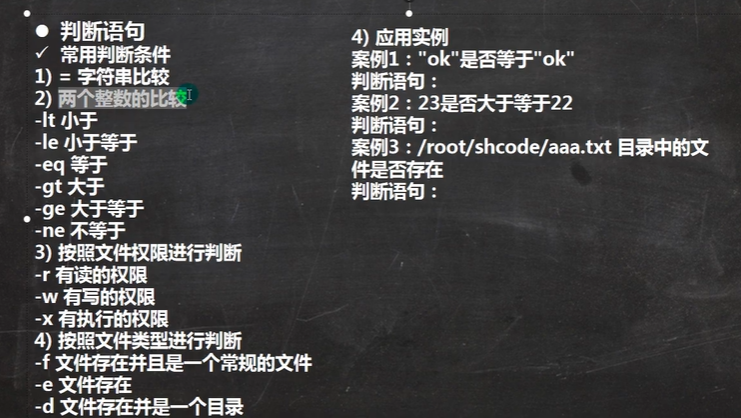 ● 判断语句
✓ 常用判断条件
1) = 字符串比较
2) 两个整数的比较
-lt 小于
-le 小于等于
-eq 等于
-gt 大于
-ge 大于等于
-ne 不等于
3) 按照文件权限进行判断
-r 有读的权限
-w 有写的权限
-x 有执行的权限
4) 按照文件类型进行判断
-f 文件存在并且是一个常规的文件
-e 文件存在
-d 文件存在并是一个目录
4) 应用实例
案例1："ok"是否等于"ok"
判断语句：
案例2：23是否大于等于22
判断语句：
案例3：/root/shcode/aaa.txt 目录中的文
件是否存在
判断语句：